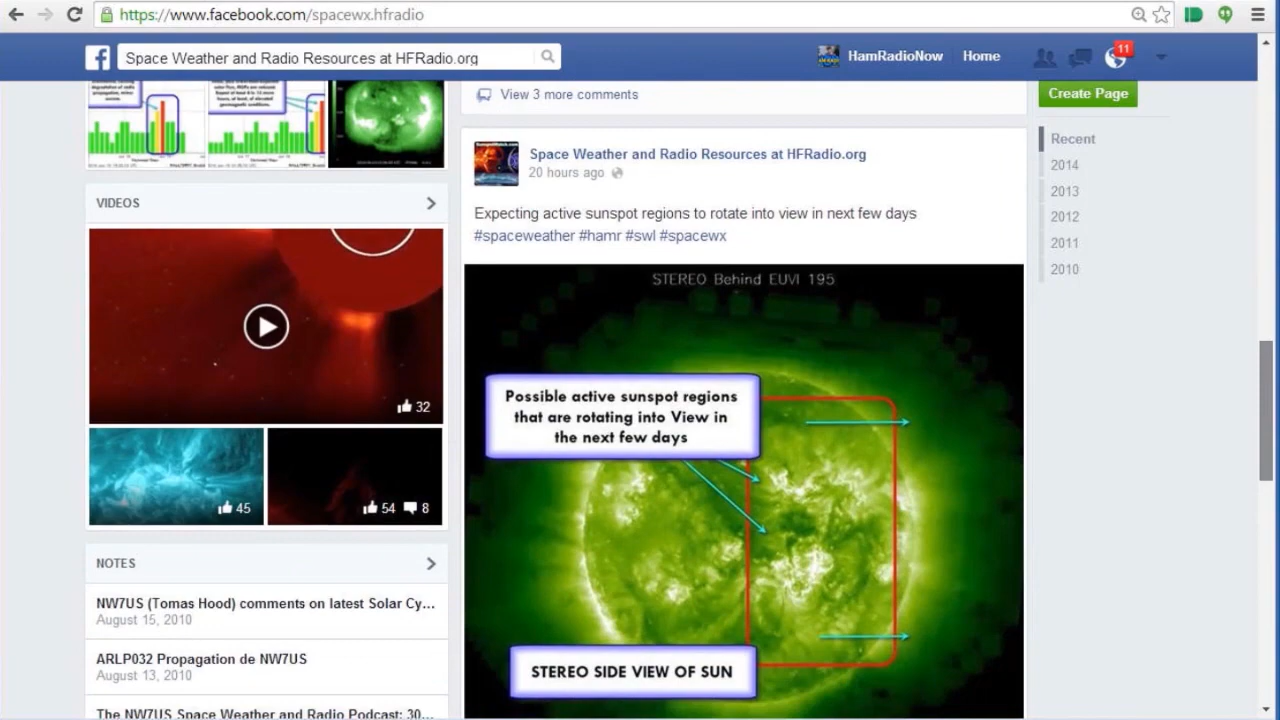 https://www.facebook.com/spacewx.hfradio
Space Weather and Radio Resources at HFRadio.org
HamRadioNow
Home
11
View 3 more comments
Create Page
Recent
2014
2013
2012
2011
2010
VIDEOS
32
45
54
8
NOTES
NW7US (Tomas Hood) comments on latest Solar Cy...
August 15, 2010
ARLP032 Propagation de NW7US
August 13, 2010
The NW7US Space Weather and Radio Podcast: 30...
Space Weather and Radio Resources at HFRadio.org
20 hours ago
Expecting active sunspot regions to rotate into view in next few days
#spaceweather #hamr #swl #spacewx
STEREO Behind EUVI 195
Possible active sunspot regions
that are rotating into View in
the next few days
STEREO SIDE VIEW OF SUN